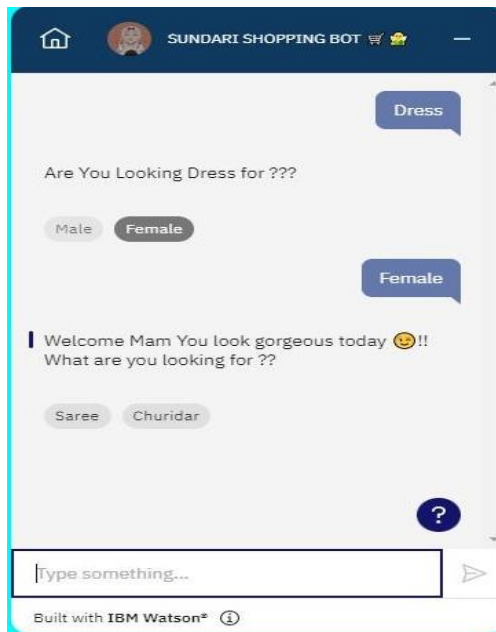 SUNDARI SHOPPING BOT 🛒 👷
Dress
Are You Looking Dress for ???
Male Female
Female
Welcome Mam You look gorgeous today 😉!!
What are you looking for ??
Saree Churidar
?
Type something...
Built with IBM Watson® ⓘ